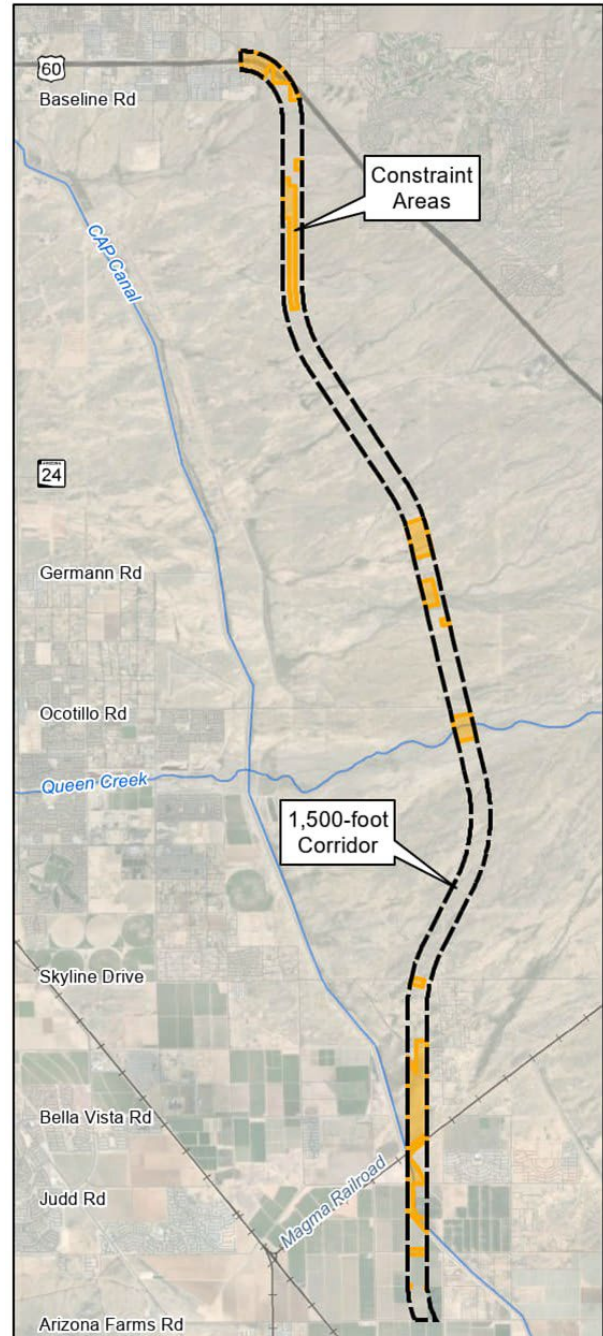 60
Baseline Rd
Constraint
Areas
CAP Canal
ARIZONA
24
Germann Rd
Ocotillo Rd
Queen Creek
1,500-foot
Corridor
Skyline Drive
Bella Vista Rd
Magma Railroad
Judd Rd
Arizona Farms Rd